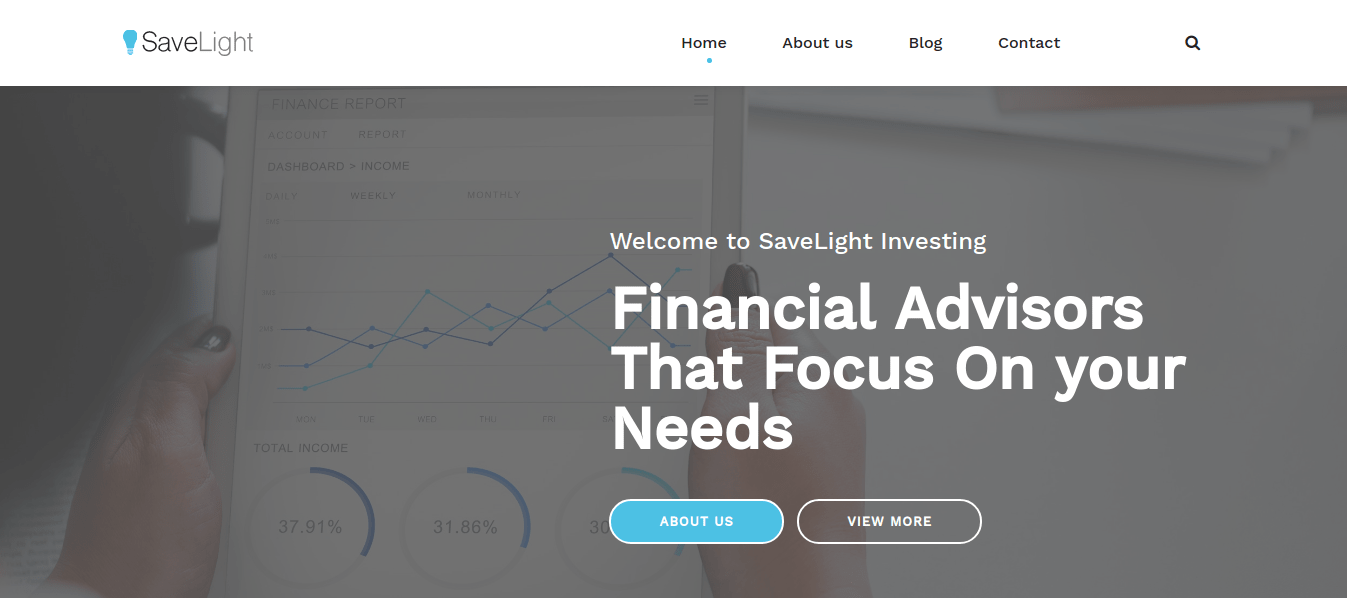 SaveLight
Home About us Blog Contact
FINANCE REPORT
ACCOUNT REPORT
DASHBOARD > INCOME
DAILY WEEKLY MONTHLY
Welcome to SaveLight Investing
Financial Advisors
That Focus On your
Needs
MON TUE WED THU FRI
TOTAL INCOME
37.91% 31.86% 30
ABOUT US VIEW MORE